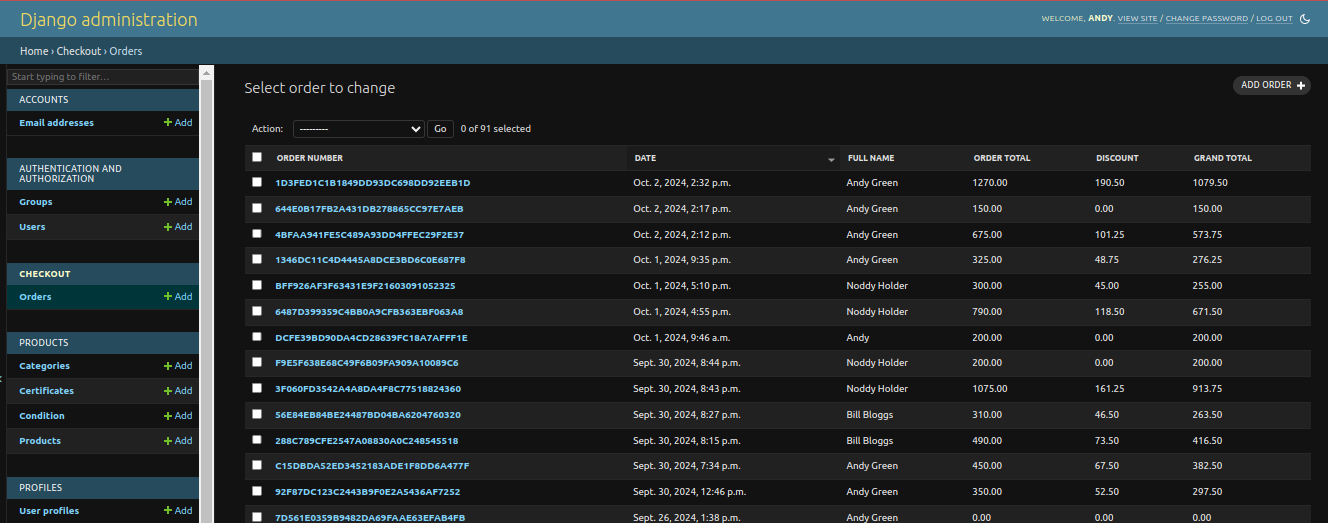 Django administration
WELCOME, ANDY. VIEW SITE / CHANGE PASSWORD / LOG OUT
Home › Checkout › Orders
Start typing to filter...
ACCOUNTS
Email addresses + Add
AUTHENTICATION AND
AUTHORIZATION
Groups + Add
Users + Add
CHECKOUT
Orders + Add
PRODUCTS
Categories + Add
Certificates + Add
Condition + Add
Products + Add
PROFILES
User profiles + Add
Select order to change
ADD ORDER +
Action: --------- Go 0 of 91 selected
ORDER NUMBER DATE FULL NAME ORDER TOTAL DISCOUNT GRAND TOTAL
1D3FED1C1B1849DD93DC698DD92EEB1D Oct. 2, 2024, 2:32 p.m. Andy Green 1270.00 190.50 1079.50
644E0B17FB2A431DB278865CC97E7AEB Oct. 2, 2024, 2:17 p.m. Andy Green 150.00 0.00 150.00
4BFAA941FE5C489A93DD4FFEC29F2E37 Oct. 2, 2024, 2:12 p.m. Andy Green 675.00 101.25 573.75
1346DC11C4D4445A8DCE3BD6C0E687F8 Oct. 1, 2024, 9:35 p.m. Andy Green 325.00 48.75 276.25
BFF926AF3F63431E9F21603091052325 Oct. 1, 2024, 5:10 p.m. Noddy Holder 300.00 45.00 255.00
6487D399359C4BB0A9CFB363EBF063A8 Oct. 1, 2024, 4:55 p.m. Noddy Holder 790.00 118.50 671.50
DCFE39BD90DA4CD28639FC18A7AFFF1E Oct. 1, 2024, 9:46 a.m. Andy 200.00 0.00 200.00
F9E5F638E68C49F6B09FA909A10089C6 Sept. 30, 2024, 8:44 p.m. Noddy Holder 200.00 0.00 200.00
3F060FD3542A4A8DA4F8C77518824360 Sept. 30, 2024, 8:43 p.m. Noddy Holder 1075.00 161.25 913.75
56E84EB84BE24487BD04BA6204760320 Sept. 30, 2024, 8:27 p.m. Bill Bloggs 310.00 46.50 263.50
288C789CFE2547A08830A0C248545518 Sept. 30, 2024, 8:15 p.m. Bill Bloggs 490.00 73.50 416.50
C15DBDA52ED3452183ADE1F8DD6A477F Sept. 30, 2024, 7:34 p.m. Andy Green 450.00 67.50 382.50
92F87DC123C2443B9F0E2A5436AF7252 Sept. 30, 2024, 12:46 p.m. Andy Green 350.00 52.50 297.50
7D561E0359B9482DA69FAAE63EFAB4FB Sept. 26, 2024, 1:38 p.m. Andy Green 0.00 0.00 0.00